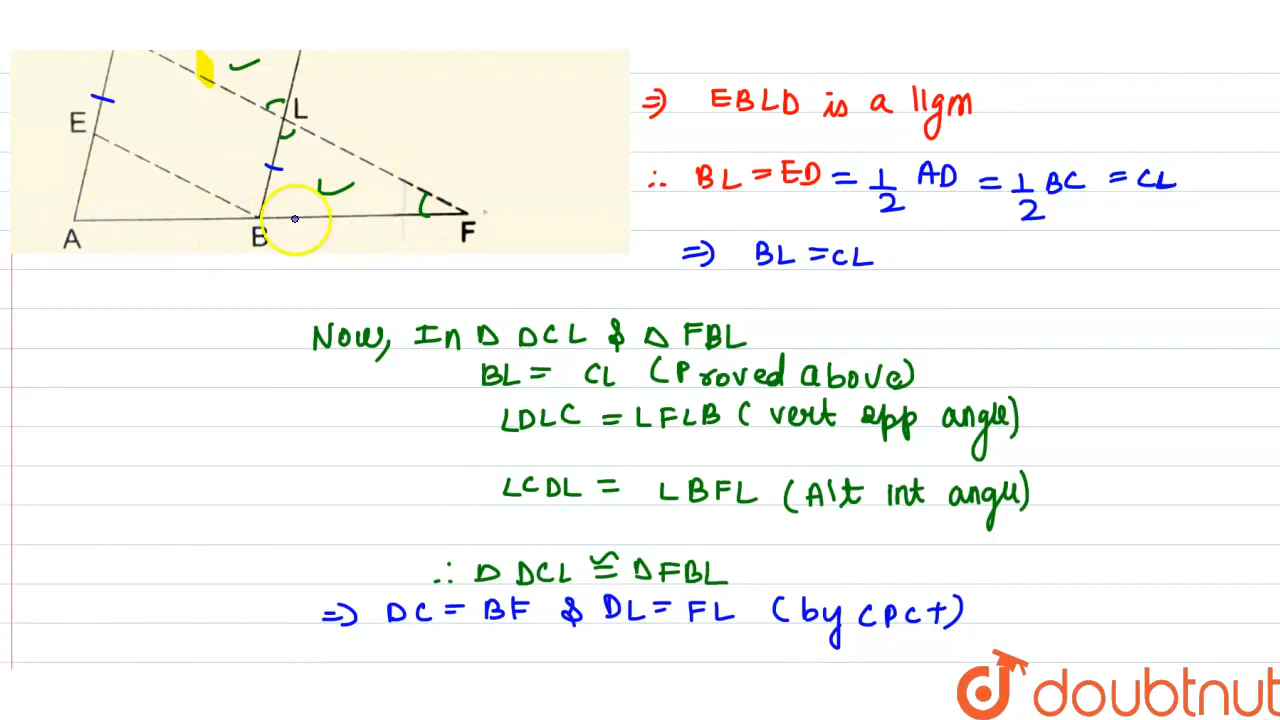 E
L
A
B
F
⇒ EBLD is a ||gm
∴ BL = ED = 1/2 AD = 1/2 BC = CL
⇒ BL = CL
Now, In Δ DCL & Δ FBL
BL = CL (Proved above)
∠DLC = ∠FLB (vert opp angle)
∠CDL = ∠BFL (Alt int angle)
∴ Δ DCL ≅ ΔFBL
⇒ DC = BF & DL = FL (by CPCT)
doubtnut